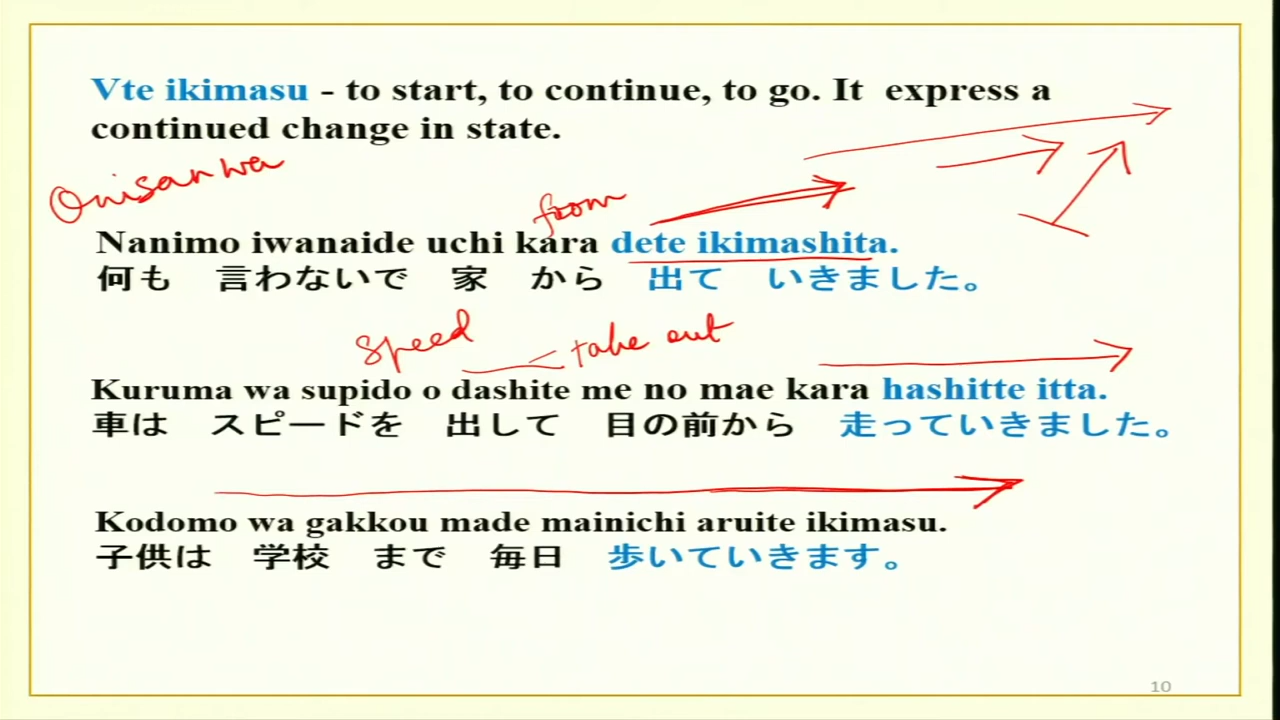 Vte ikimasu - to start, to continue, to go. It express a
continued change in state.
Onisan wa
from
Nanimo iwanaide uchi kara dete ikimashita.
何も 言わないで 家 から 出て いきました。
speed
take out
Kuruma wa supido o dashite me no mae kara hashitte itta.
車は スピードを 出して 目の前から 走っていきました。
Kodomo wa gakkou made mainichi aruite ikimasu.
子供は 学校 まで 毎日 歩いていきます。
10